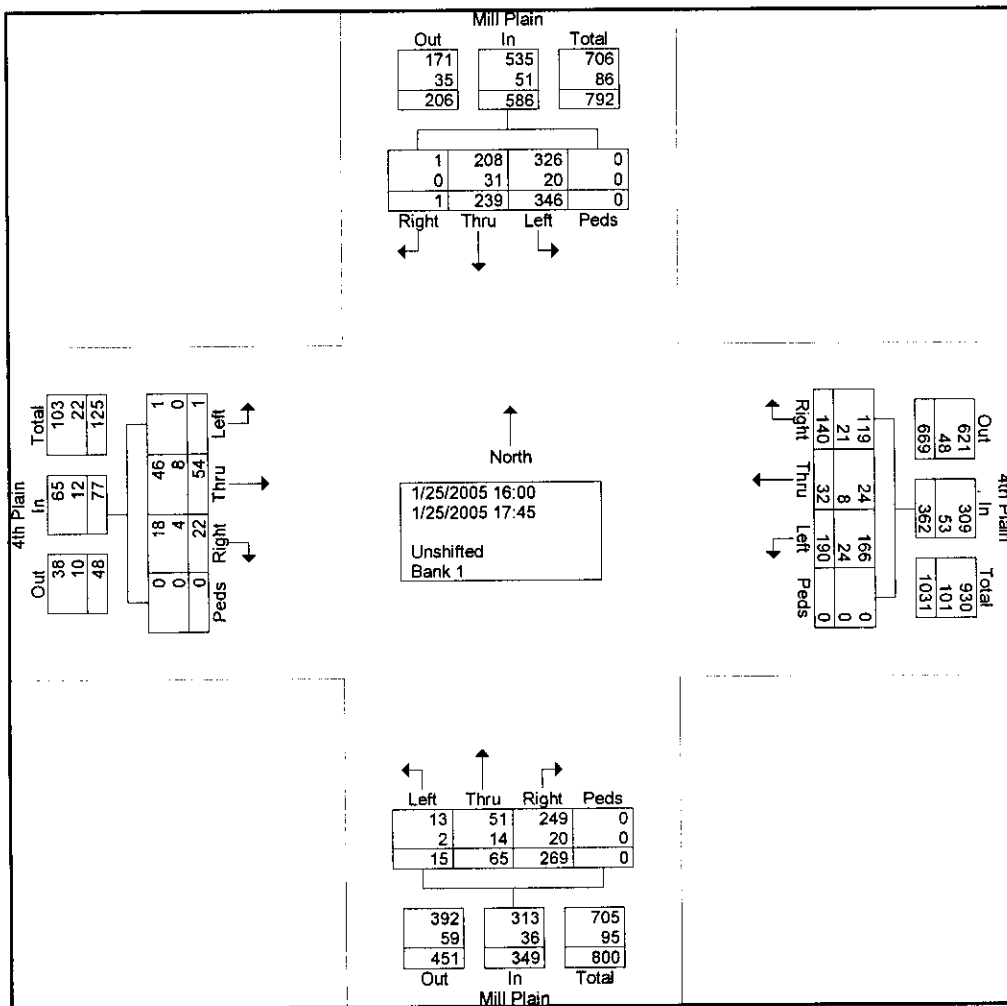 Mill Plain
Out In Total
171 535 706
35 51 86
206 586 792
1 208 326 0
0 31 20 0
1 239 346 0
Right Thru Left Peds
4th Plain
Total In Out
103 65 38
22 12 10
125 77 48
Left Thru Right Peds
1 46 18 0
0 8 4 0
1 54 22 0
North
1/25/2005 16:00
1/25/2005 17:45
Unshifted
Bank 1
Right Thru Left Peds
119 24 166 0
21 8 24 0
140 32 190 0
Out In Total
621 309 930
48 53 101
669 362 1031
4th Plain
Left Thru Right Peds
13 51 249 0
2 14 20 0
15 65 269 0
392 313 705
59 36 95
451 349 800
Out In Total
Mill Plain